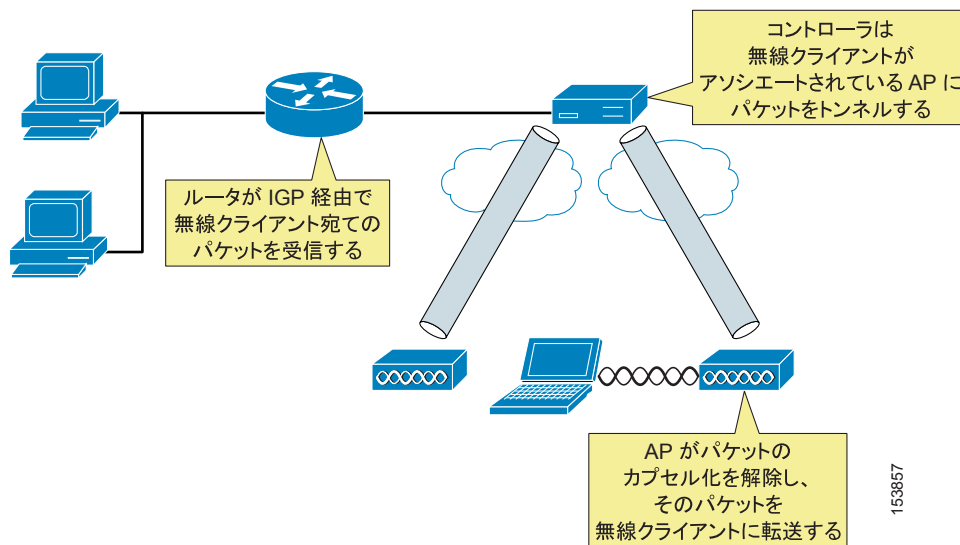 コントローラは
無線クライアントが
アソシエートされている AP に
パケットをトンネルする
ルータが IGP 経由で
無線クライアント宛ての
パケットを受信する
AP がパケットの
カプセル化を解除し、
そのパケットを
無線クライアントに転送する
153857